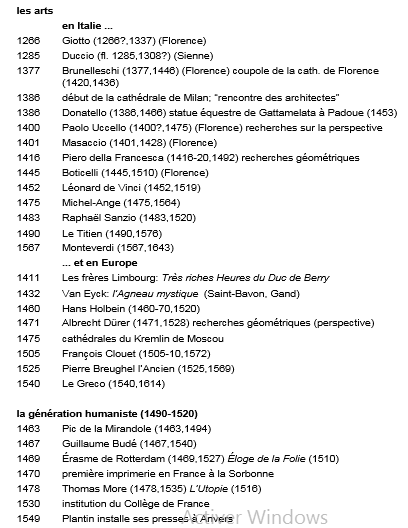 les arts
en Italie ...
1266 Giotto (1266?,1337) (Florence)
1285 Duccio (fl. 1285,1308?) (Sienne)
1377 Brunelleschi (1377,1446) (Florence) coupole de la cath. de Florence
(1420,1436)
1386 début de la cathédrale de Milan; “rencontre des architectes”
1386 Donatello (1386,1466) statue équestre de Gattamelata à Padoue (1453)
1400 Paolo Uccello (1400?,1475) (Florence) recherches sur la perspective
1401 Masaccio (1401,1428) (Florence)
1416 Piero della Francesca (1416-20,1492) recherches géométriques
1445 Boticelli (1445,1510) (Florence)
1452 Léonard de Vinci (1452,1519)
1475 Michel-Ange (1475,1564)
1483 Raphaël Sanzio (1483,1520)
1490 Le Titien (1490,1576)
1567 Monteverdi (1567,1643)
... et en Europe
1411 Les frères Limbourg: Très riches Heures du Duc de Berry
1432 Van Eyck: l'Agneau mystique (Saint-Bavon, Gand)
1460 Hans Holbein (1460-70,1520)
1471 Albrecht Dürer (1471,1528) recherches géométriques (perspective)
1475 cathédrales du Kremlin de Moscou
1505 François Clouet (1505-10,1572)
1525 Pierre Breughel l'Ancien (1525,1569)
1540 Le Greco (1540,1614)
la génération humaniste (1490-1520)
1463 Pic de la Mirandole (1463,1494)
1467 Guillaume Budé (1467,1540)
1469 Érasme de Rotterdam (1469,1527) Éloge de la Folie (1510)
1470 première imprimerie en France à la Sorbonne
1478 Thomas More (1478,1535) L'Utopie (1516)
1530 institution du Collège de France
1549 Plantin installe ses presses à Anvers
Activer Windows